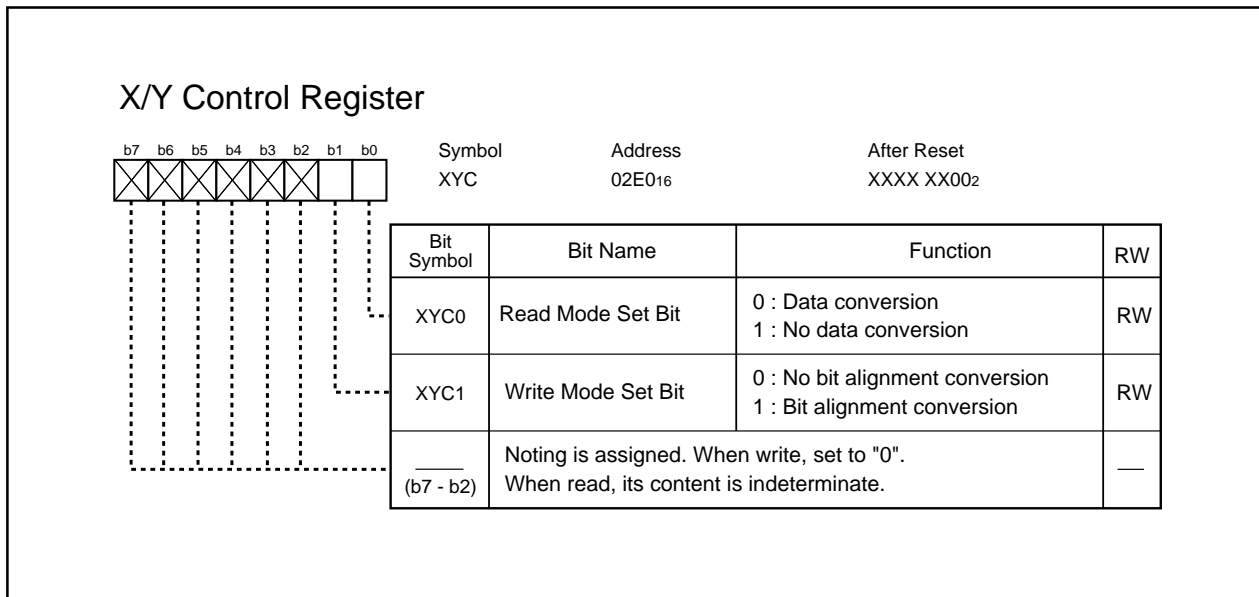 X/Y Control Register
b7 b6 b5 b4 b3 b2 b1 b0
Symbol Address After Reset
XYC 02E016 XXXX XX002
Bit Symbol Bit Name Function RW
XYC0 Read Mode Set Bit 0 : Data conversion
1 : No data conversion RW
XYC1 Write Mode Set Bit 0 : No bit alignment conversion
1 : Bit alignment conversion RW
(b7 - b2) Noting is assigned. When write, set to "0".
When read, its content is indeterminate.